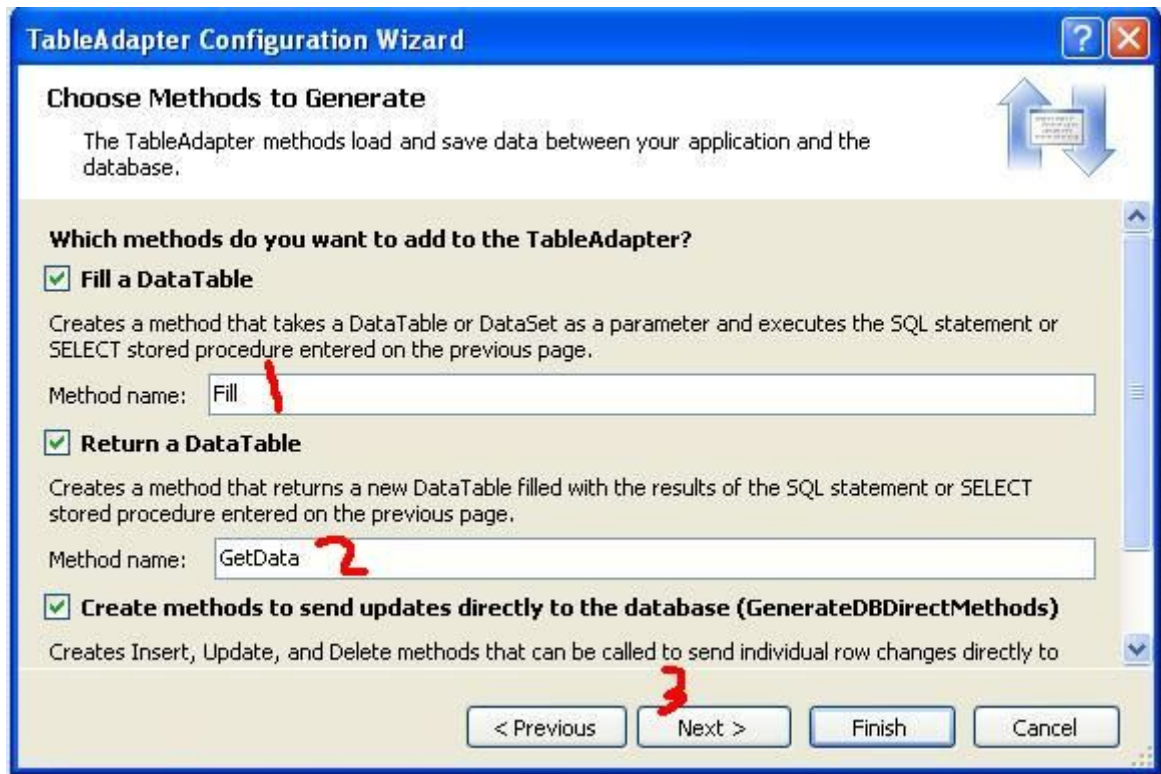 TableAdapter Configuration Wizard
Choose Methods to Generate
The TableAdapter methods load and save data between your application and the
database.
Which methods do you want to add to the TableAdapter?
Fill a DataTable
Creates a method that takes a DataTable or DataSet as a parameter and executes the SQL statement or
SELECT stored procedure entered on the previous page.
Method name: Fill 1
Return a DataTable
Creates a method that returns a new DataTable filled with the results of the SQL statement or SELECT
stored procedure entered on the previous page.
Method name: GetData 2
Create methods to send updates directly to the database (GenerateDBDirectMethods)
Creates Insert, Update, and Delete methods that can be called to send individual row changes directly to
3
< Previous Next > Finish Cancel